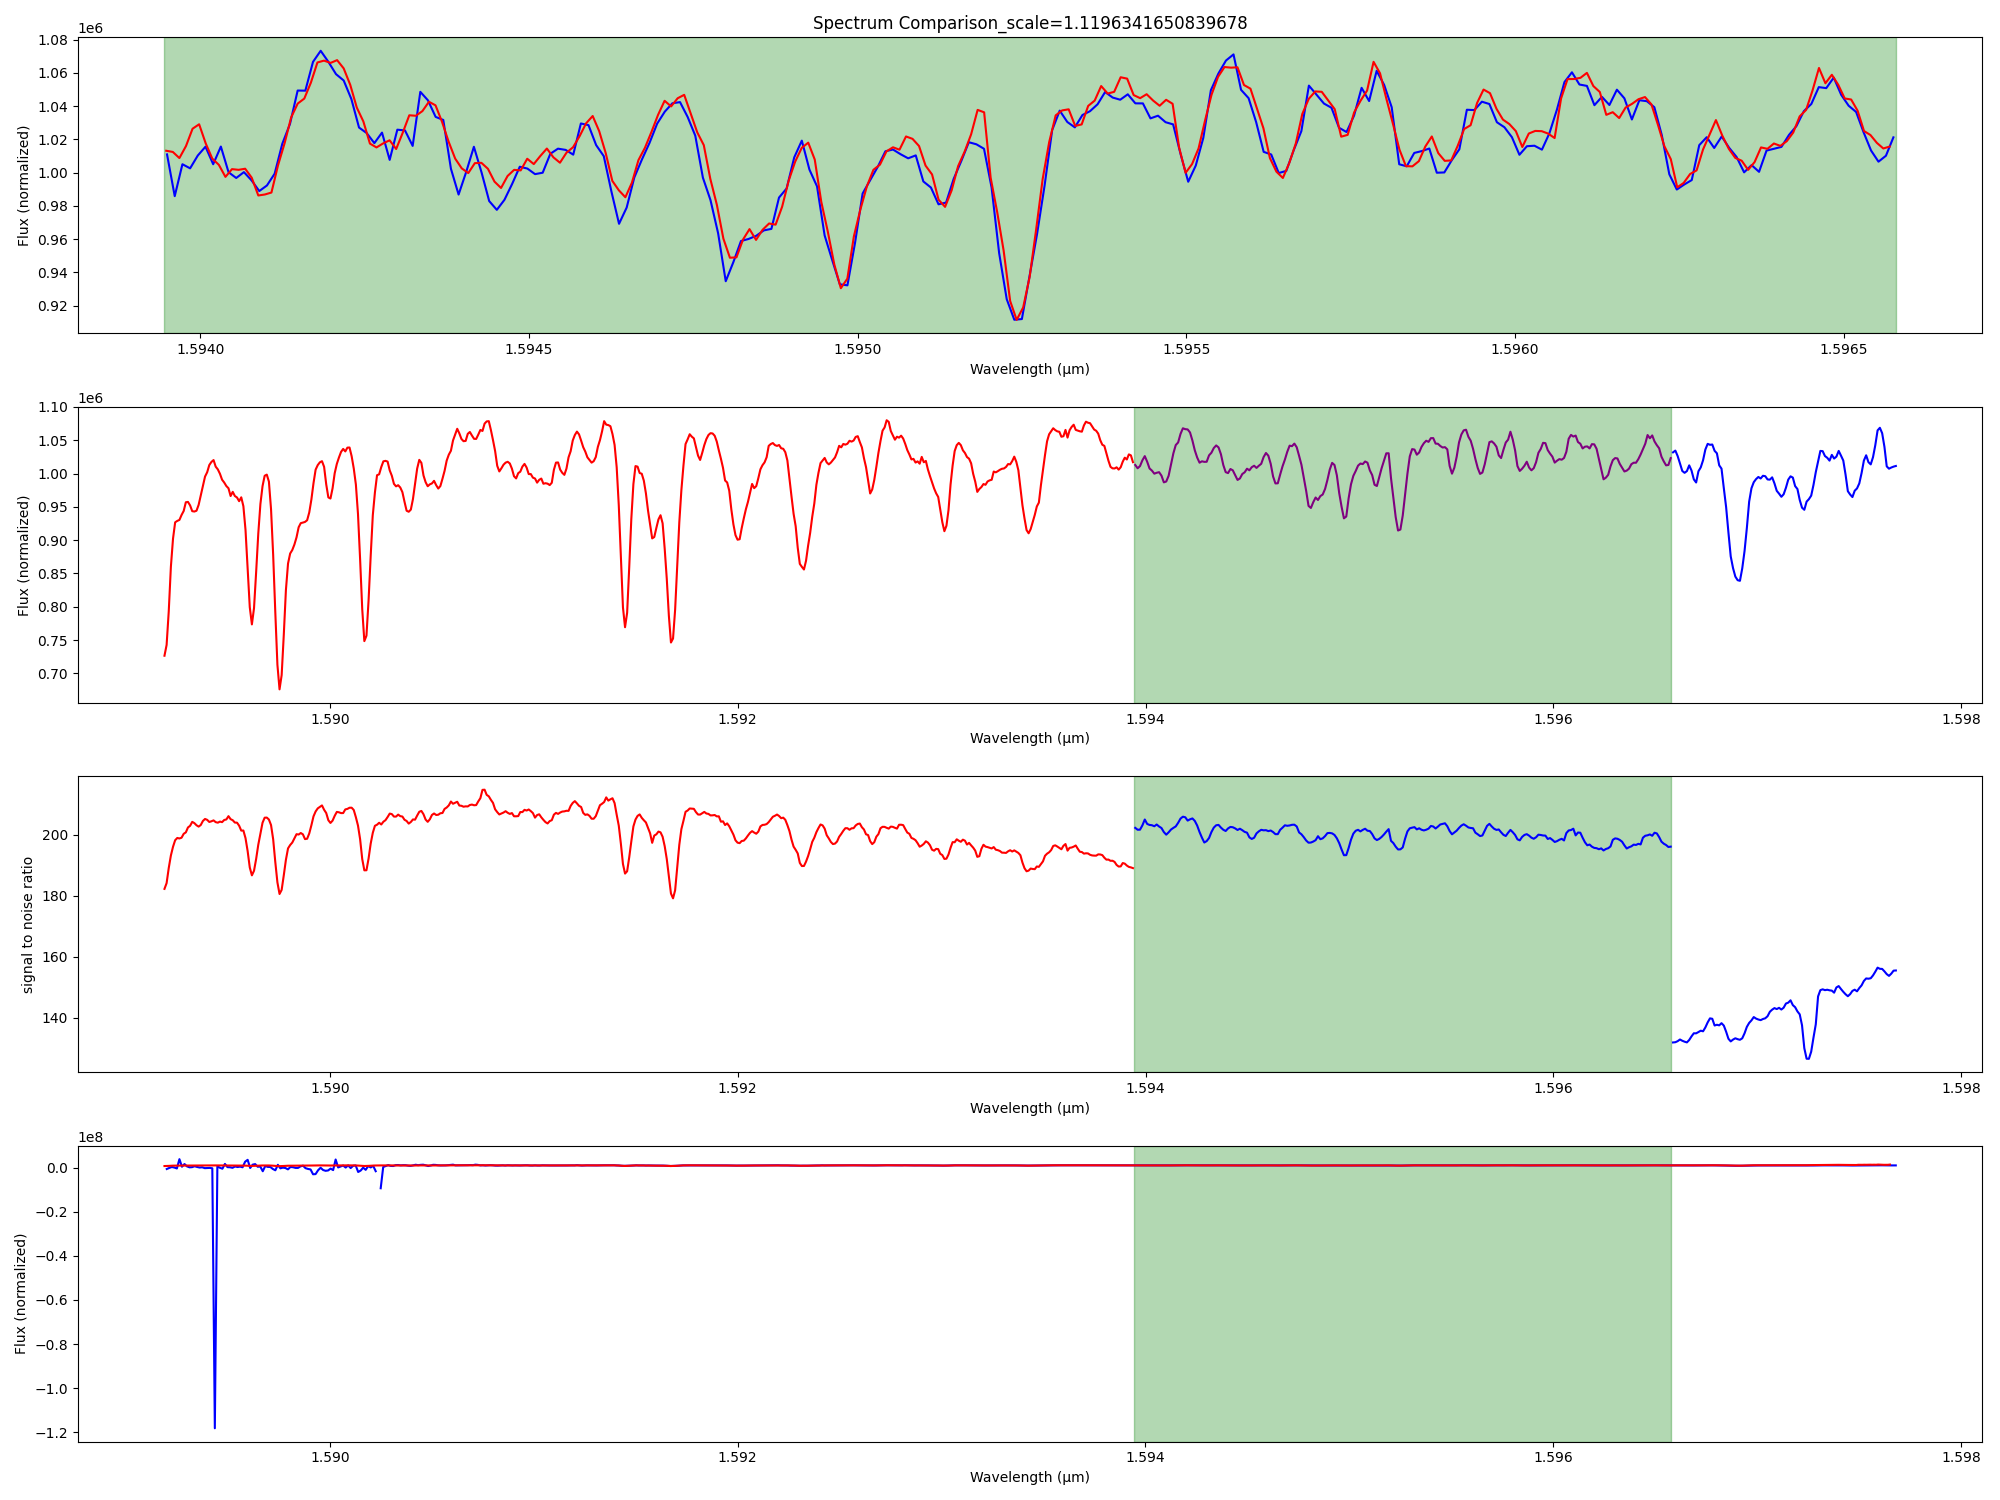 Spectrum Comparison_scale=1.1196341650839678
1e6
1.08
1.06
1.04
1.02
1.00
0.98
0.96
0.94
0.92
Flux (normalized)
1.5940 1.5945 1.5950 1.5955 1.5960 1.5965
Wavelength (μm)
1e6
1.10
1.05
1.00
0.95
0.90
0.85
0.80
0.75
0.70
Flux (normalized)
1.590 1.592 1.594 1.596 1.598
Wavelength (μm)
200
180
160
140
signal to noise ratio
1.590 1.592 1.594 1.596 1.598
Wavelength (μm)
1e8
0.0
−0.2
−0.4
−0.6
−0.8
−1.0
−1.2
Flux (normalized)
1.590 1.592 1.594 1.596 1.598
Wavelength (μm)